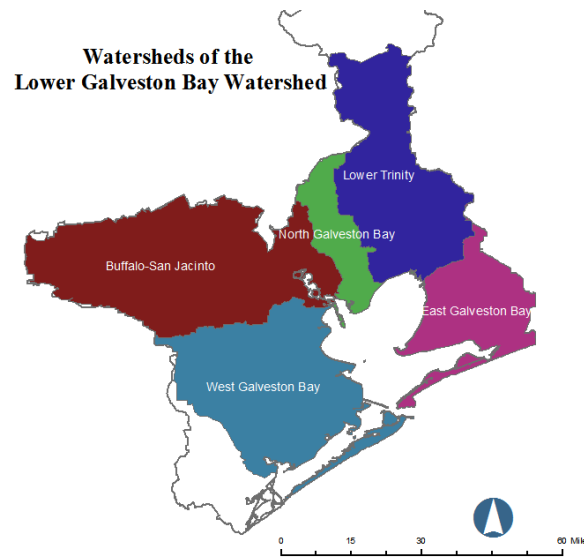 Watersheds of the
Lower Galveston Bay Watershed
Lower Trinity
North Galveston Bay
Buffalo-San Jacinto
East Galveston Bay
West Galveston Bay
0 15 30 60 Miles